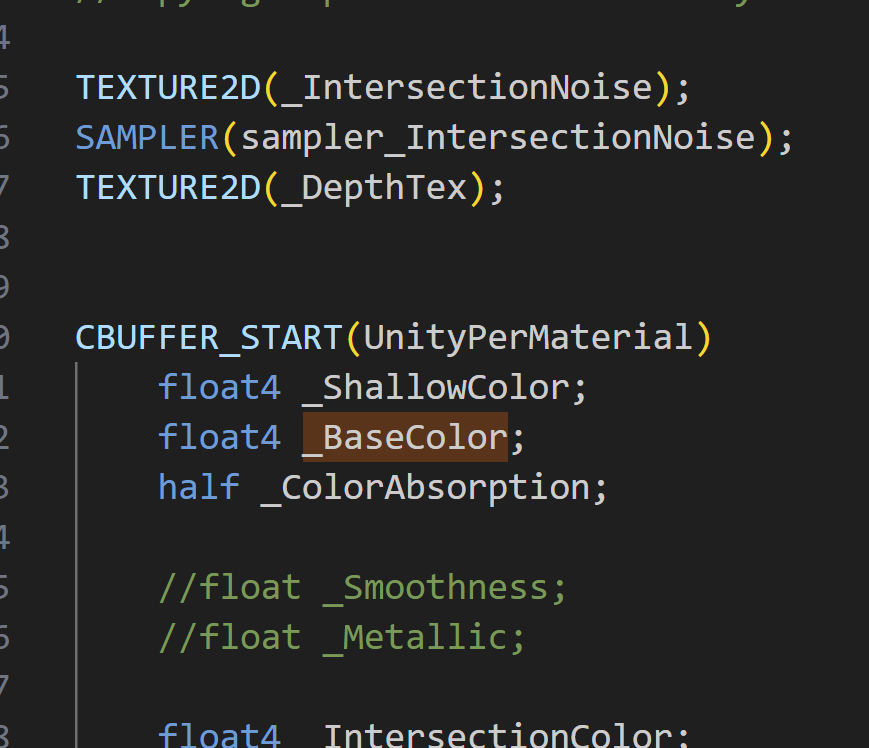 4
5 TEXTURE2D(_IntersectionNoise);
6 SAMPLER(sampler_IntersectionNoise);
7 TEXTURE2D(_DepthTex);
8
9
0 CBUFFER_START(UnityPerMaterial)
1 float4 _ShallowColor;
2 float4 _BaseColor;
3 half _ColorAbsorption;
4
5 //float _Smoothness;
6 //float _Metallic;
7
8 float4 _IntersectionColor;